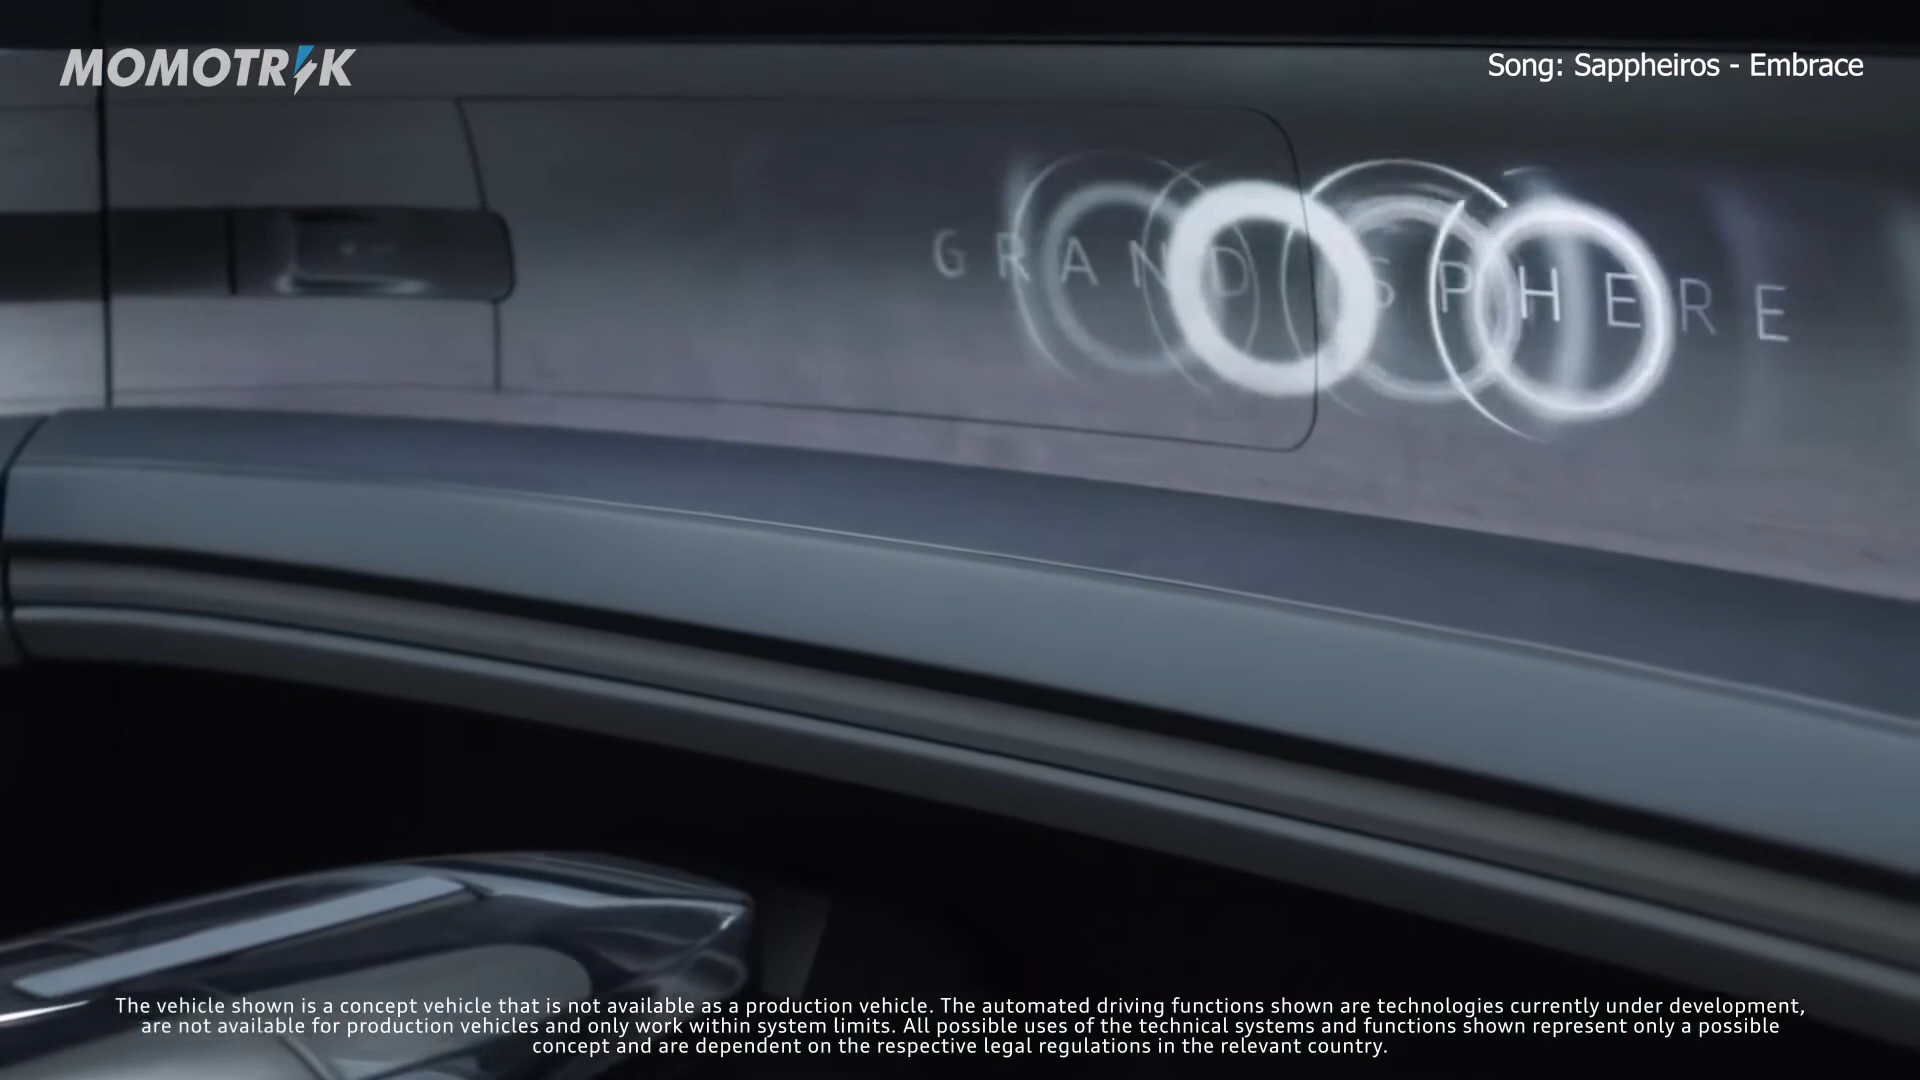 MOMOTRIK
Song: Sappheiros - Embrace
GRAND SPHERE
The vehicle shown is a concept vehicle that is not available as a production vehicle. The automated driving functions shown are technologies currently under development,
are not available for production vehicles and only work within system limits. All possible uses of the technical systems and functions shown represent only a possible
concept and are dependent on the respective legal regulations in the relevant country.